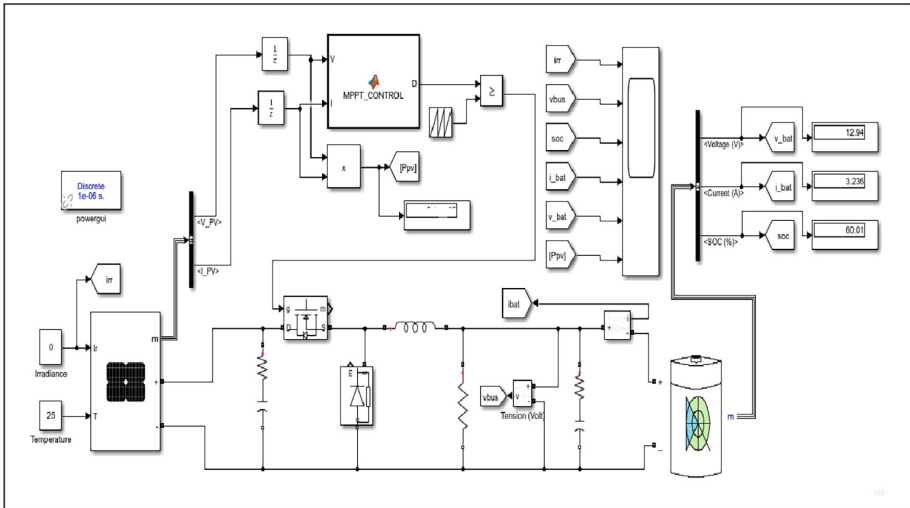 1
z
1
z
V
I
D
MPPT_CONTROL
≥
x
[Ppv]
irr
vbus
soc
i_bat
v_bat
[Ppv]
<Voltage (V)>
v_bat
12.94
<Current (A)>
i_bat
3.236
<SOC (%)>
soc
60.01
Discrete
1e-06 s.
powergui
<V_PV>
<I_PV>
irr
0
Irradiance
25
Temperature
Ir
T
m
+
-
g
m
D
S
m
ibat
+
-
i
vbus
+
v
-
Tension (Volt)
+
_
m